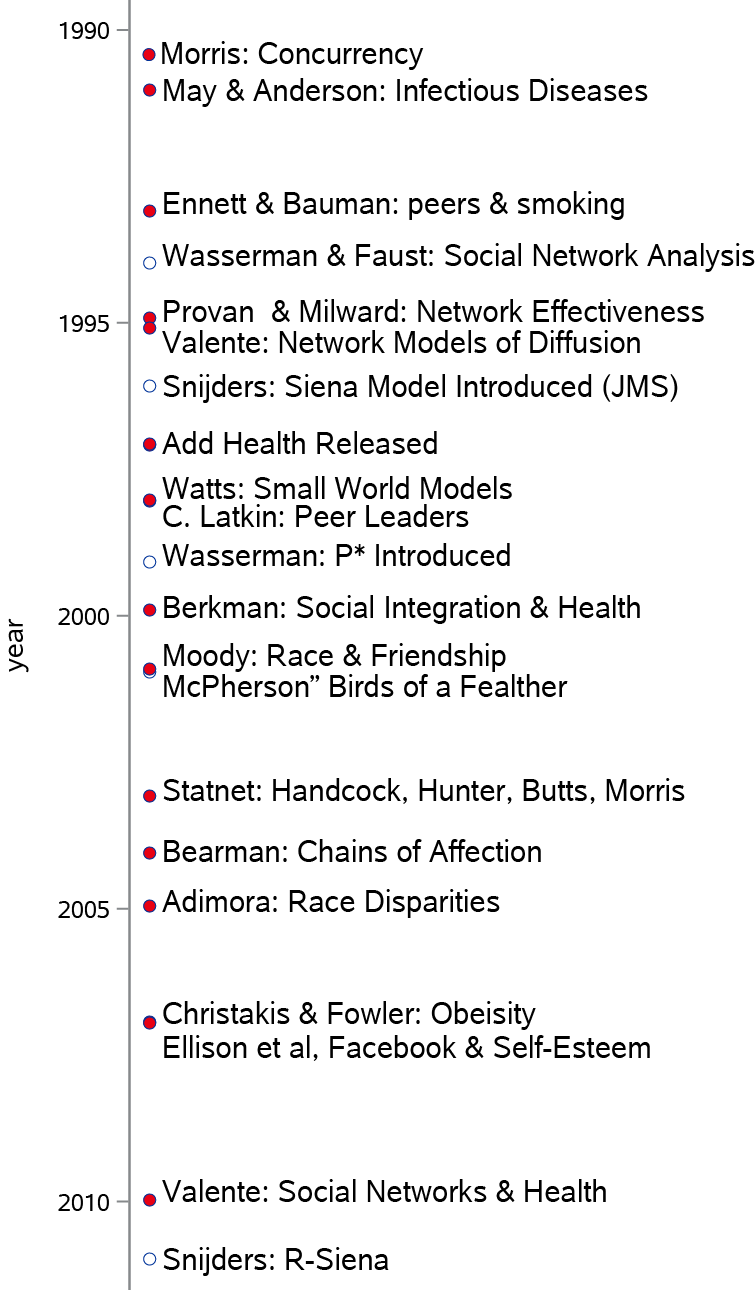 1990
Morris: Concurrency
May & Anderson: Infectious Diseases
Ennett & Bauman: peers & smoking
Wasserman & Faust: Social Network Analysis
Provan & Milward: Network Effectiveness
1995
Valente: Network Models of Diffusion
Snijders: Siena Model Introduced (JMS)
Add Health Released
Watts: Small World Models
C. Latkin: Peer Leaders
Wasserman: P* Introduced
2000
Berkman: Social Integration & Health
year
Moody: Race & Friendship
McPherson” Birds of a Fealther
Statnet: Handcock, Hunter, Butts, Morris
Bearman: Chains of Affection
2005
Adimora: Race Disparities
Christakis & Fowler: Obeisity
Ellison et al, Facebook & Self-Esteem
2010
Valente: Social Networks & Health
Snijders: R-Siena